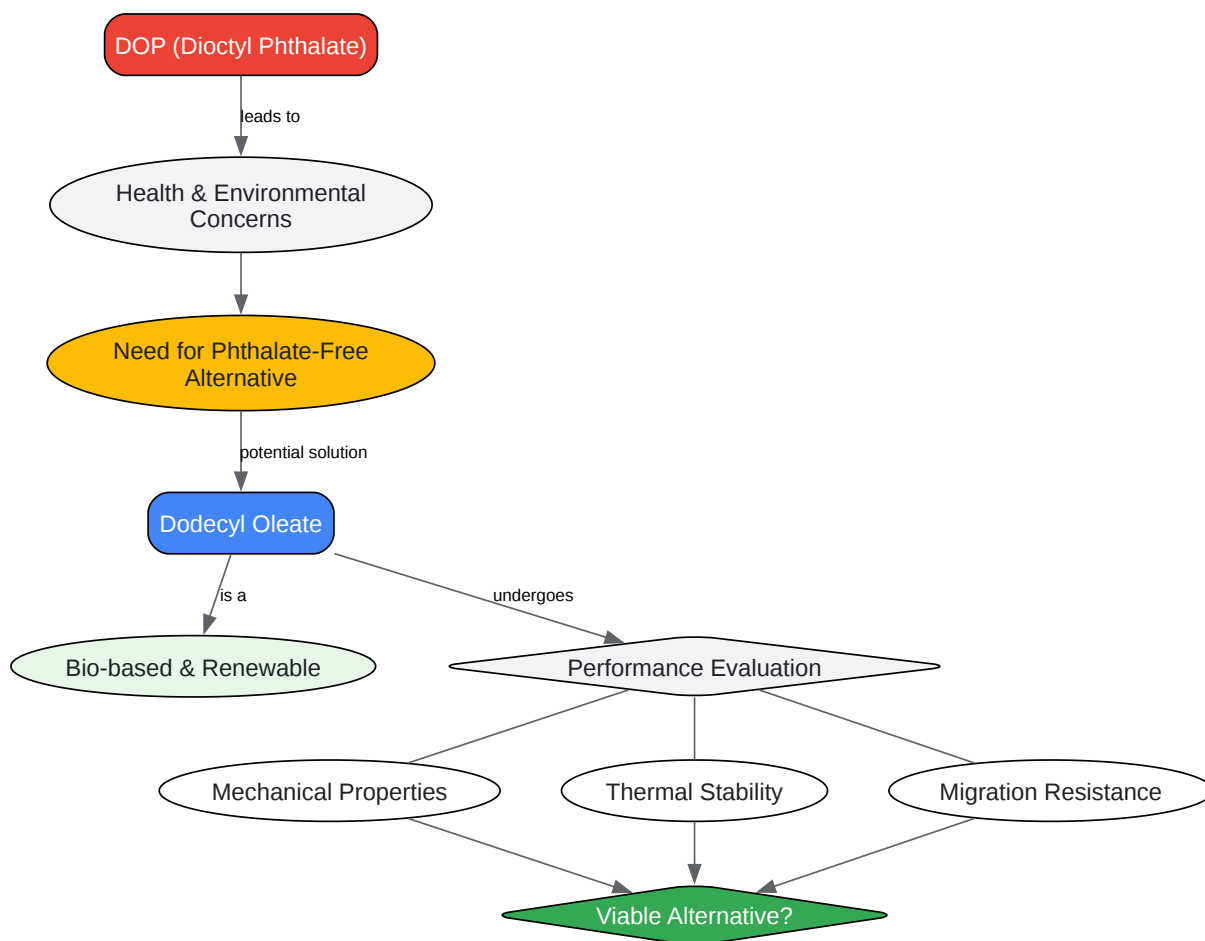 DOP (Dioctyl Phthalate)
leads to
Health & Environmental
Concerns
Need for Phthalate-Free
Alternative
potential solution
Dodecyl Oleate
is a
undergoes
Bio-based & Renewable
Performance Evaluation
Mechanical Properties
Thermal Stability
Migration Resistance
Viable Alternative?